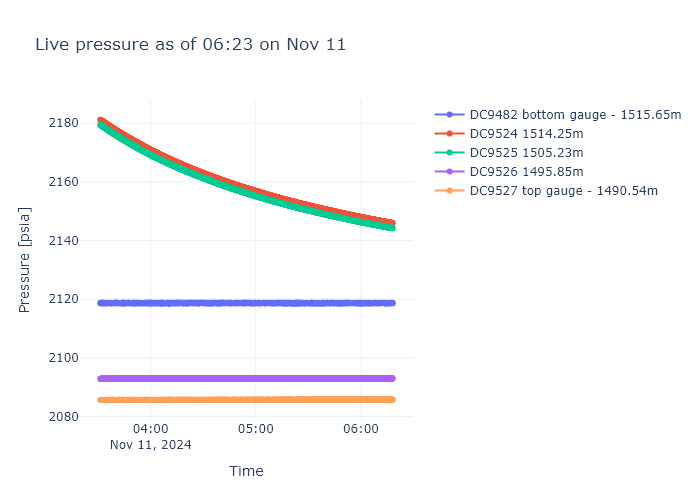 Live pressure as of 06:23 on Nov 11
DC9482 bottom gauge - 1515.65m
DC9524 1514.25m
DC9525 1505.23m
DC9526 1495.85m
DC9527 top gauge - 1490.54m
Pressure [psia]
2180
2160
2140
2120
2100
2080
04:00
05:00
06:00
Nov 11, 2024
Time